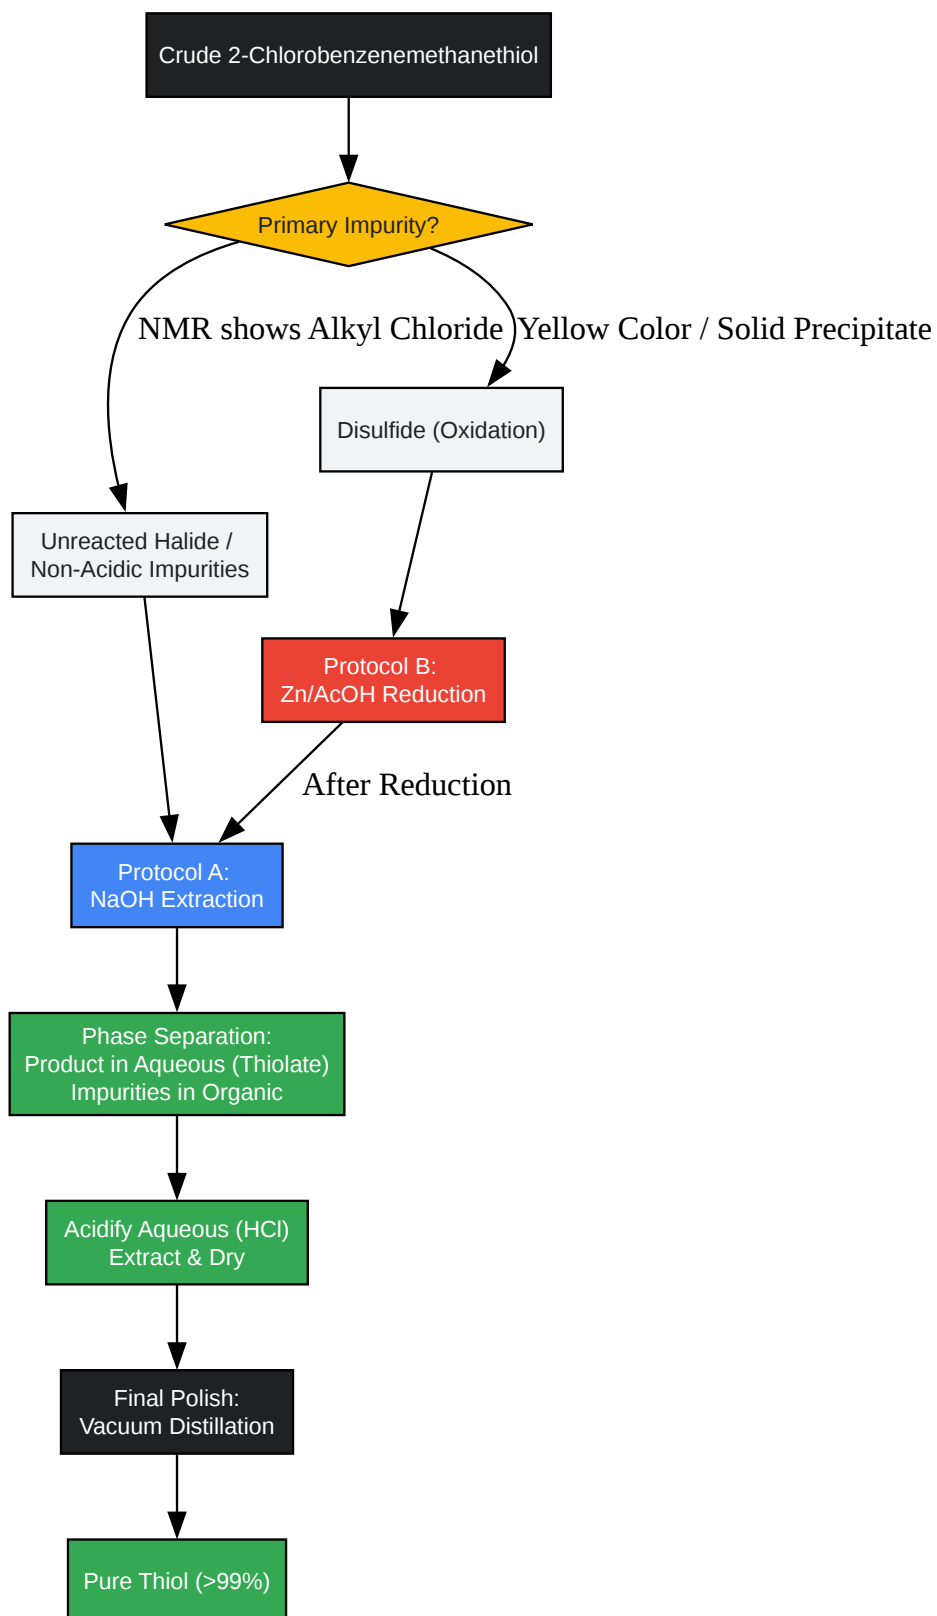 Crude 2-Chlorobenzenemethanethiol
Primary Impurity?
NMR shows Alkyl Chloride
Yellow Color / Solid Precipitate
Disulfide (Oxidation)
Unreacted Halide /
Non-Acidic Impurities
Protocol B:
Zn/AcOH Reduction
After Reduction
Protocol A:
NaOH Extraction
Phase Separation:
Product in Aqueous (Thiolate)
Impurities in Organic
Acidify Aqueous (HCl)
Extract & Dry
Final Polish:
Vacuum Distillation
Pure Thiol (>99%)